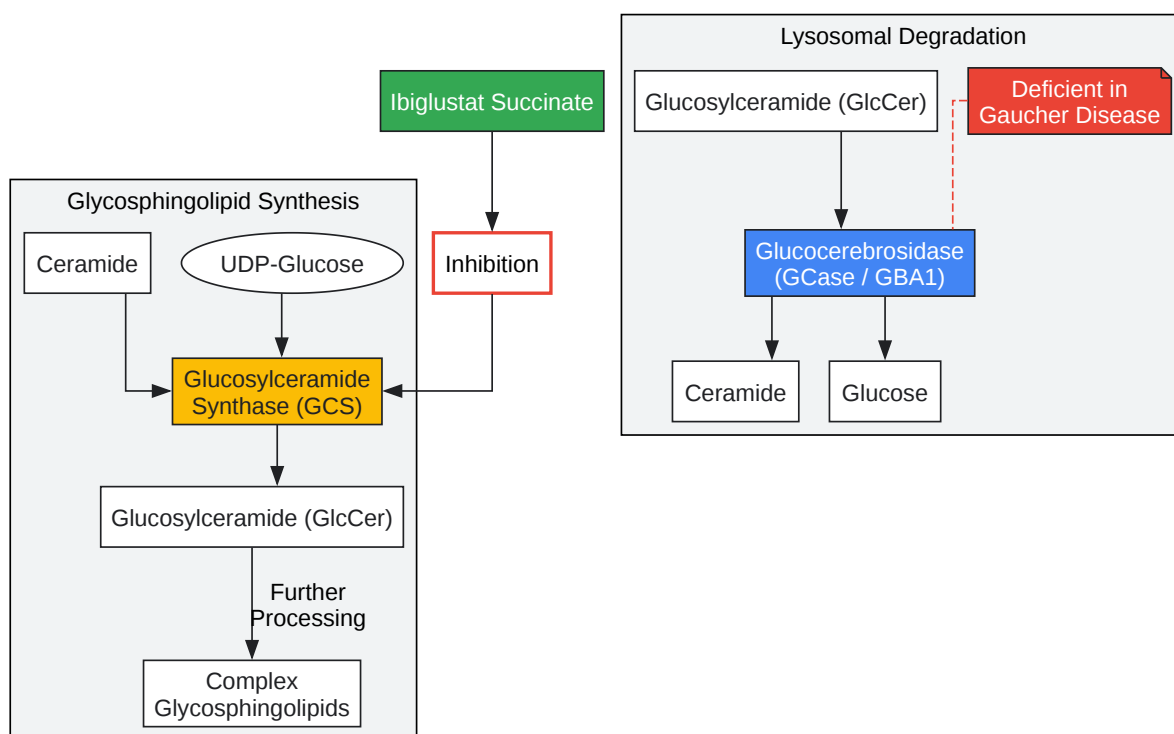 Lysosomal Degradation
Ibiglustat Succinate
Glucosylceramide (GlcCer)
Deficient in
Gaucher Disease
Glycosphingolipid Synthesis
Ceramide
UDP-Glucose
Inhibition
Glucocerebrosidase
(GCase / GBA1)
Glucosylceramide
Synthase (GCS)
Ceramide
Glucose
Glucosylceramide (GlcCer)
Further
Processing
Complex
Glycosphingolipids